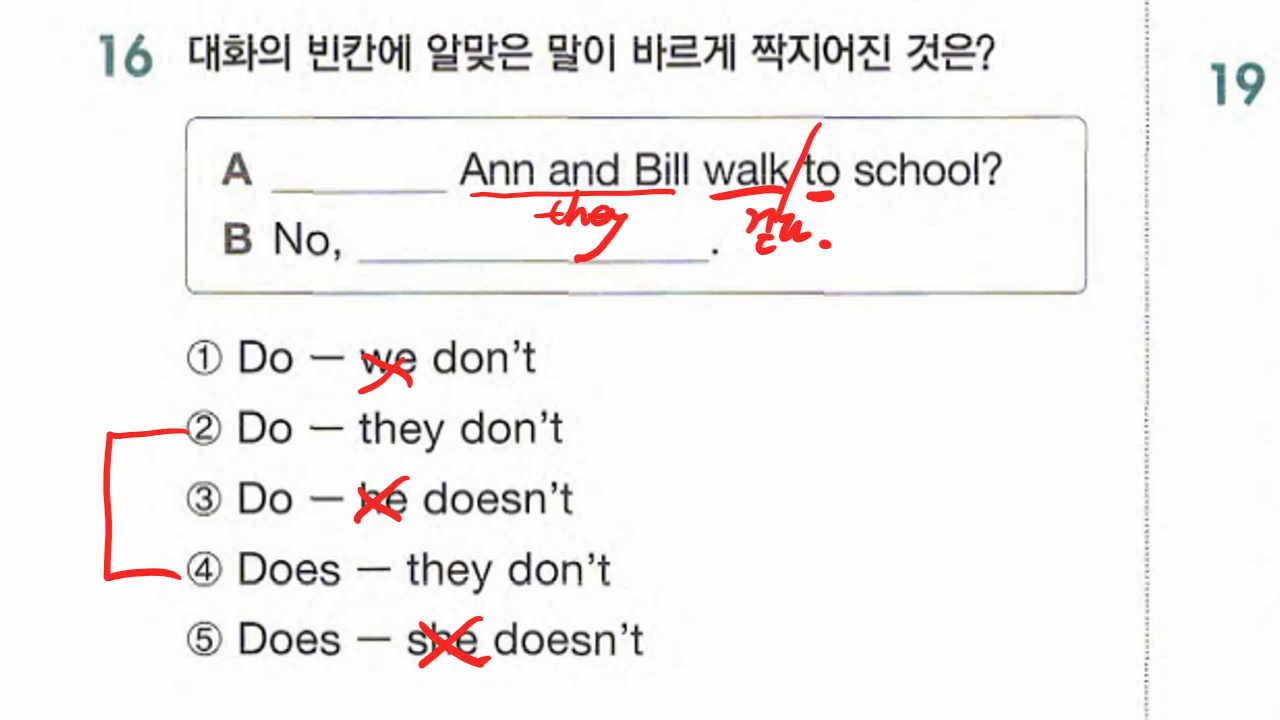 16 대화의 빈칸에 알맞은 말이 바르게 짝지어진 것은?
A ________ Ann and Bill walk to school?
they
B No, ________________.
① Do — we don't
② Do — they don't
③ Do — he doesn't
④ Does — they don't
⑤ Does — she doesn't
19